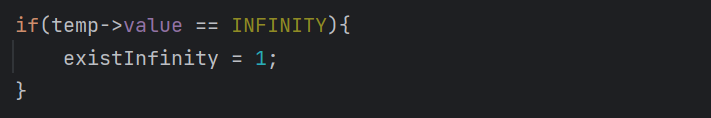 if(temp->value == INFINITY){
    existInfinity = 1;
}